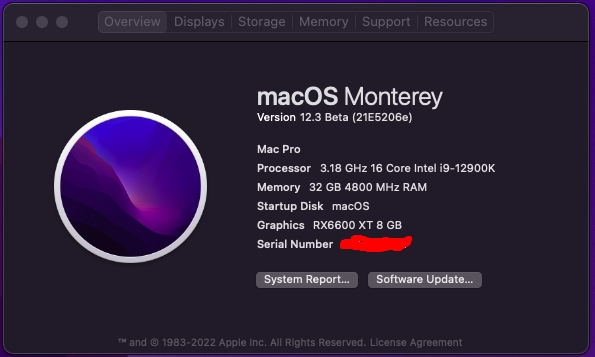 Overview Displays Storage Memory Support Resources
macOS Monterey
Version 12.3 Beta (21E5206e)
Mac Pro
Processor 3.18 GHz 16 Core Intel i9-12900K
Memory 32 GB 4800 MHz RAM
Startup Disk macOS
Graphics RX6600 XT 8 GB
Serial Number
System Report... Software Update...
™ and © 1983-2022 Apple Inc. All Rights Reserved. License Agreement